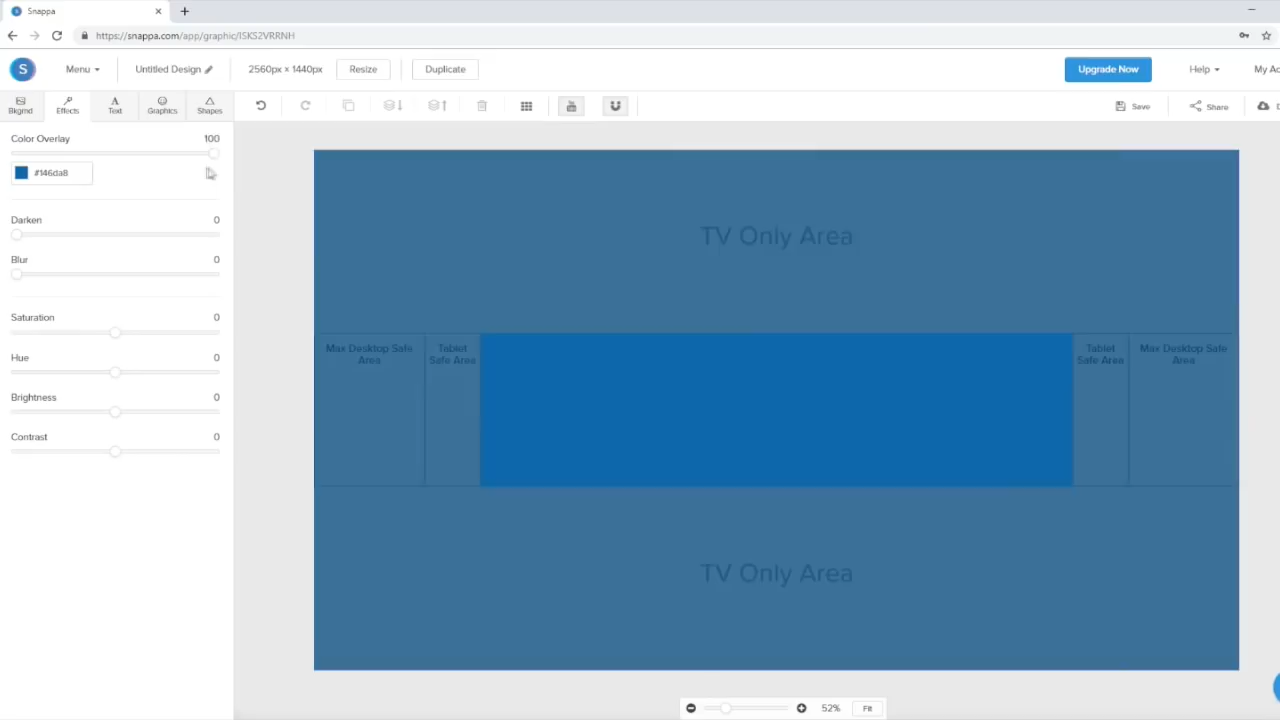 Snappa
https://snappa.com/app/graphic/ISKS2VRRNH
S
Menu
Untitled Design
2560px × 1440px
Resize
Duplicate
Upgrade Now
Help
My Ac
Bkgrnd
Effects
Text
Graphics
Shapes
Save
Share
Color Overlay 100
#146da8
Darken 0
Blur 0
Saturation 0
Hue 0
Brightness 0
Contrast 0
TV Only Area
Max Desktop Safe
Area
Tablet
Safe Area
Tablet
Safe Area
Max Desktop Safe
Area
TV Only Area
52%
Fit